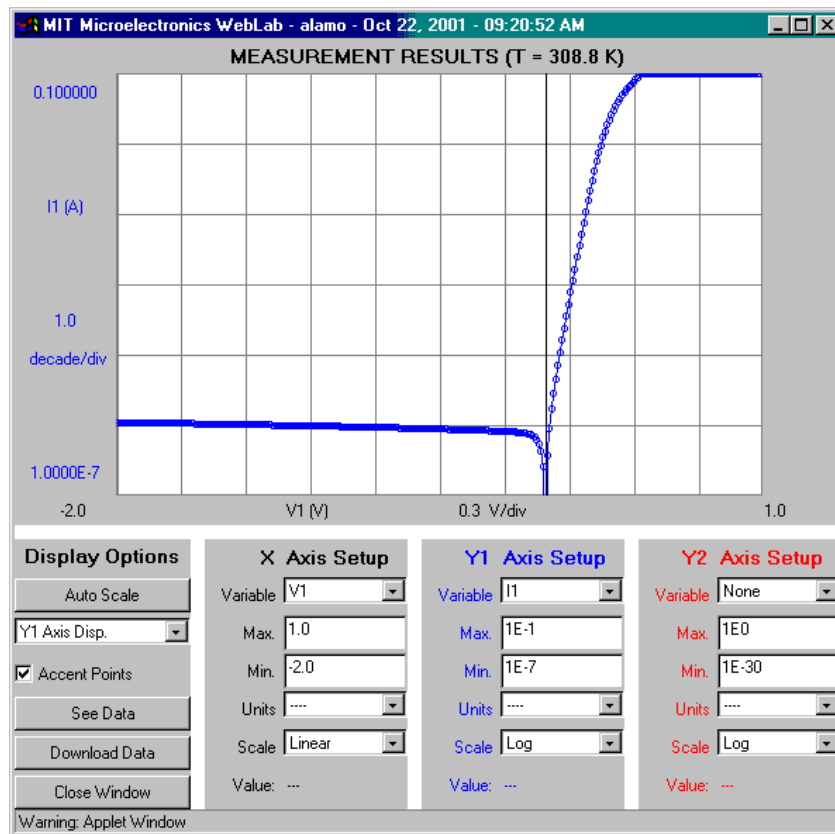 MIT Microelectronics WebLab - alamo - Oct 22, 2001 - 09:20:52 AM
MEASUREMENT RESULTS (T = 308.8 K)
0.100000
I1 (A)
1.0
decade/div
1.0000E-7
-2.0
V1 (V)
0.3 V/div
1.0
Display Options
Auto Scale
Y1 Axis Disp.
Accent Points
See Data
Download Data
Close Window
X Axis Setup
Variable V1
Max. 1.0
Min. -2.0
Units ----
Scale Linear
Value: ---
Y1 Axis Setup
Variable I1
Max. 1E-1
Min. 1E-7
Units ----
Scale Log
Value: ---
Y2 Axis Setup
Variable None
Max. 1E0
Min. 1E-30
Units ----
Scale Log
Value: ---
Warning: Applet Window